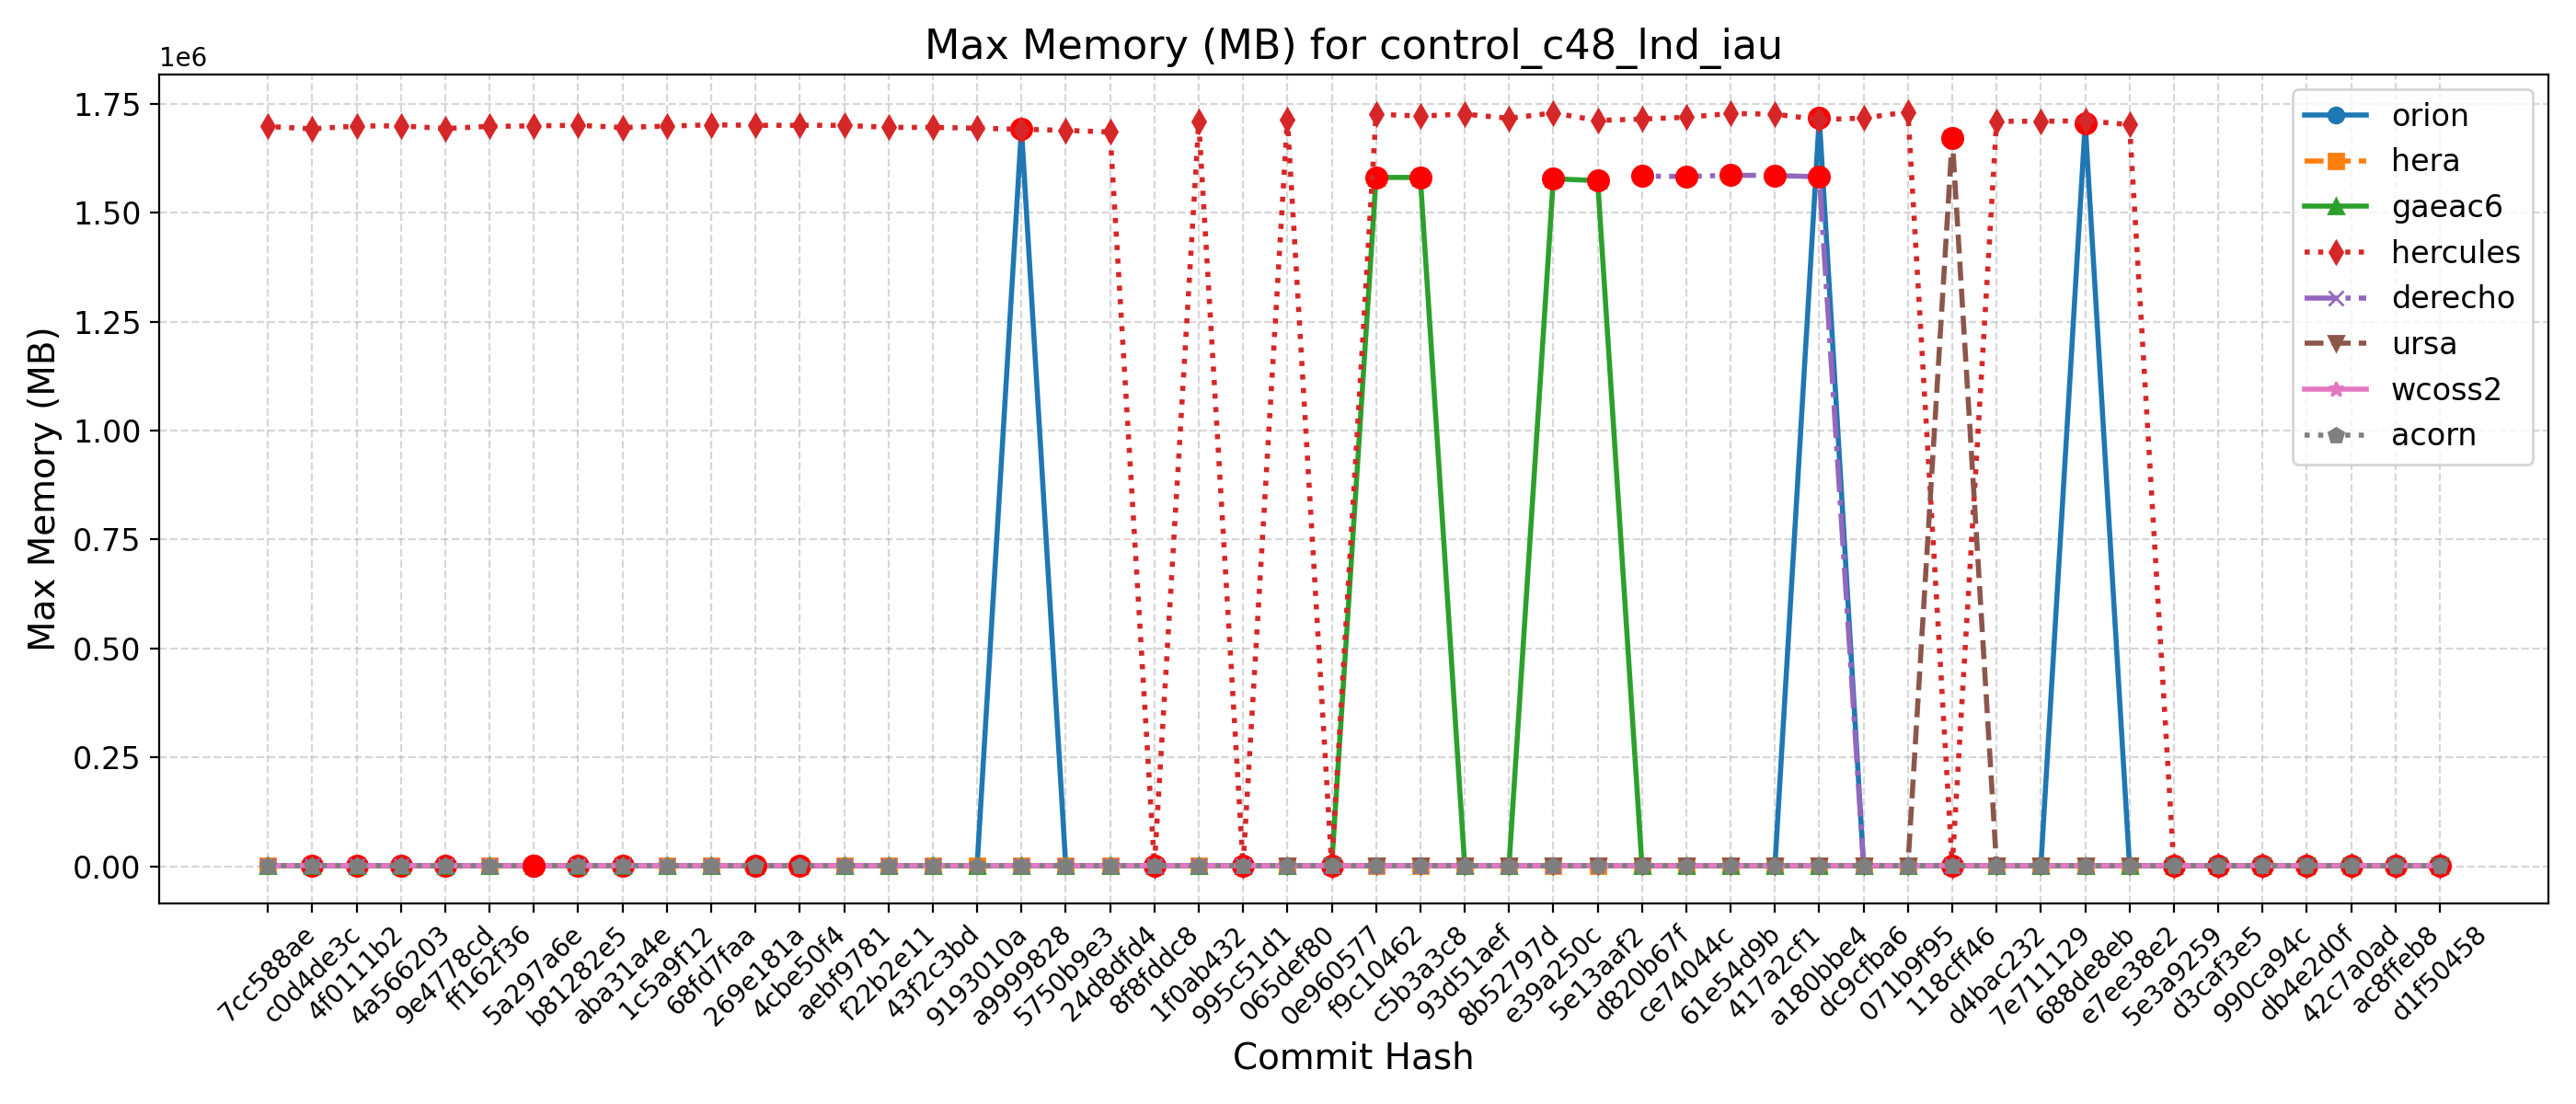 Max Memory (MB) for control_c48_lnd_iau
1e6
1.75
1.50
1.25
1.00
0.75
0.50
0.25
0.00
Max Memory (MB)
orion
hera
gaeac6
hercules
derecho
ursa
wcoss2
acorn
7cc588ae
c0d4de3c
4f0111b2
4a566203
9e4778cd
ff162f36
5a297a6e
b81282e5
aba31a4e
1c5a9f12
68fd7faa
269e181a
4cbe50f4
aebf9781
f22b2e11
43f2c3bd
9193010a
a9999828
5750b9e3
24d8dfd4
8f8fddc8
1f0ab432
995c51d1
065def80
0e960577
f9c10462
c5b3a3c8
93d51aef
8b52797d
e39a250c
5e13aaf2
d820b67f
ce74044c
61e54d9b
417a2cf1
a180bbe4
dc9cfba6
071b9f95
118cff46
d4bac232
7e711129
688de8eb
e7ee38e2
5e3a9259
d3caf3e5
990ca94c
db4e2d0f
42c7a0ad
ac8ffeb8
d1f50458
Commit Hash